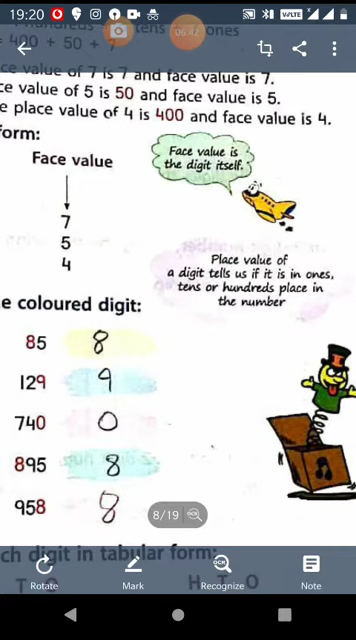 19:20
VoLTE
tens ones
= 400 + 50 + 7
06:42
ce value of 7 is 7 and face value is 7.
ce value of 5 is 50 and face value is 5.
e place value of 4 is 400 and face value is 4.
form:
Face value
7
5
4
Face value is
the digit itself.
Place value of
a digit tells us if it is in ones,
tens or hundreds place in
the number
e coloured digit:
85 8
129 9
740 0
895 8
958 8
8/19
ch digit in tabular form:
T O H T O
Rotate Mark OCR Recognize Note